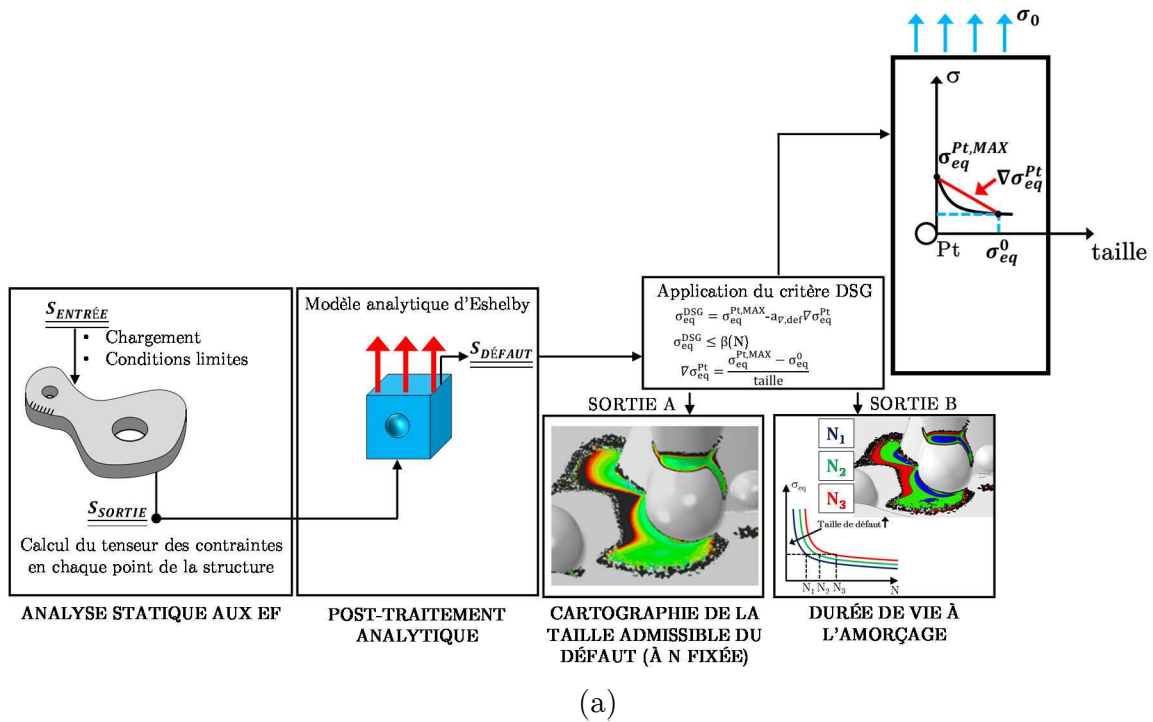 σ₀
σ
σ_eq^{Pt,MAX}
∇σ_eq^{Pt}
Pt
σ_eq^0
taille
S_ENTRÉE
• Chargement
• Conditions limites
S_SORTIE
Calcul du tenseur des contraintes
en chaque point de la structure
ANALYSE STATIQUE AUX EF
Modèle analytique d'Eshelby
S_DÉFAUT
POST-TRAITEMENT
ANALYTIQUE
Application du critère DSG
σ_eq^{DSG} = σ_eq^{Pt,MAX}-a_{∇,def}∇σ_eq^{Pt}
σ_eq^{DSG} ≤ β(N)
∇σ_eq^{Pt} = (σ_eq^{Pt,MAX} − σ_eq^0) / taille
SORTIE A
CARTOGRAPHIE DE LA
TAILLE ADMISSIBLE DU
DÉFAUT (À N FIXÉE)
SORTIE B
N₁
N₂
N₃
σ_eq
Taille de défaut
N₁ N₂ N₃
N
DURÉE DE VIE À
L'AMORÇAGE
(a)